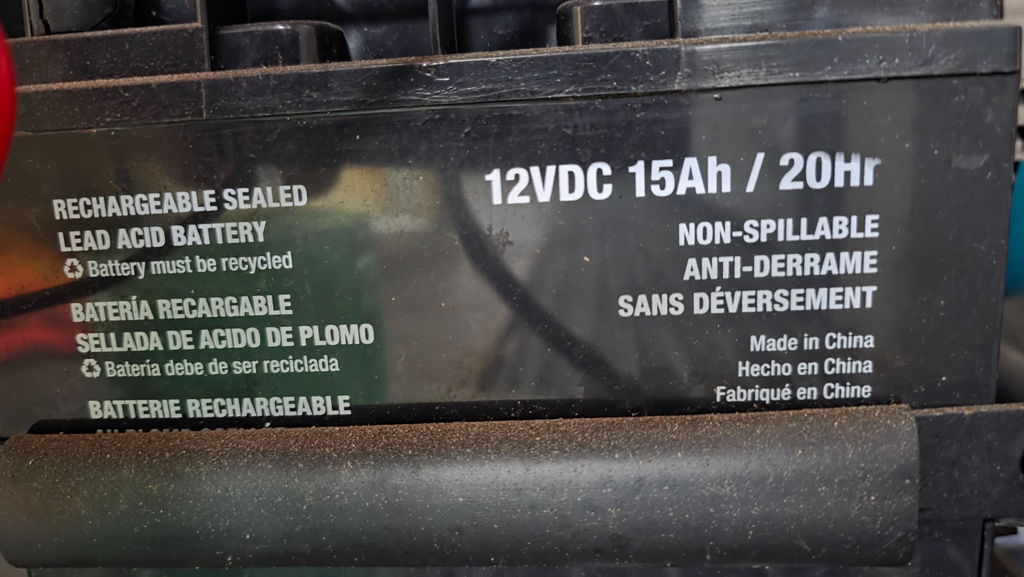 RECHARGEABLE SEALED
LEAD ACID BATTERY
Battery must be recycled
BATERÍA RECARGABLE
SELLADA DE ACIDO DE PLOMO
Batería debe de ser reciclada
BATTERIE RECHARGEABLE
12VDC 15Ah / 20Hr
NON-SPILLABLE
ANTI-DERRAME
SANS DÉVERSEMENT
Made in China
Hecho en China
Fabriqué en Chine